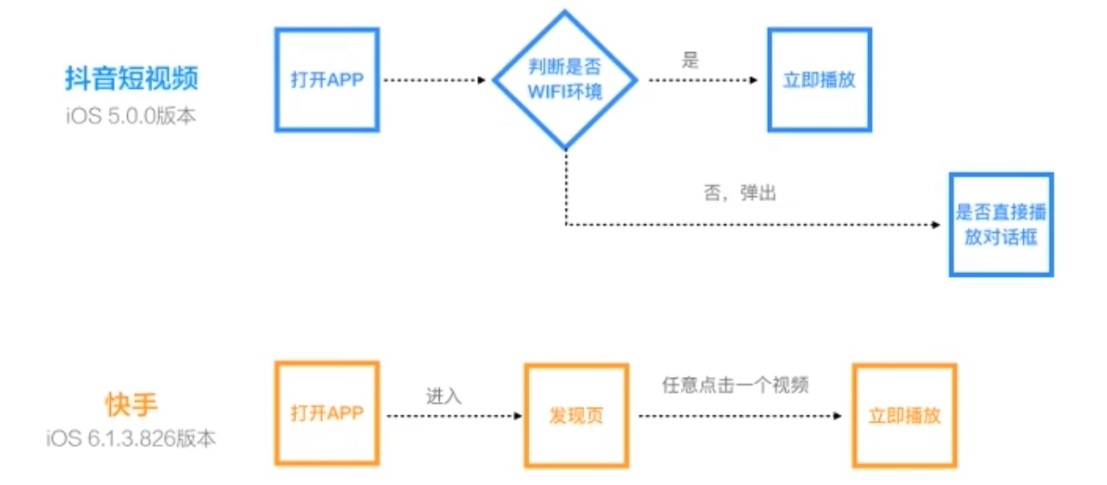 抖音短视频
iOS 5.0.0版本
打开APP
判断是否
WIFI环境
是
立即播放
否，弹出
是否直接播
放对话框
快手
iOS 6.1.3.826版本
打开APP
进入
发现页
任意点击一个视频
立即播放